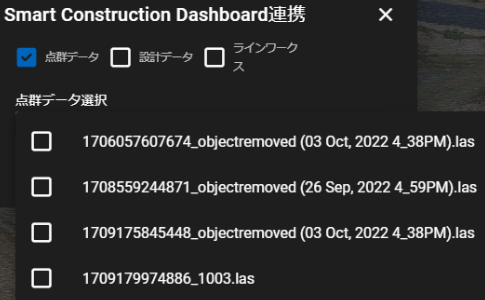 Smart Construction Dashboard連携
点群データ
設計データ
ラインワーク
ス
点群データ選択
1706057607674_objectremoved (03 Oct, 2022 4_38PM).las
1708559244871_objectremoved (26 Sep, 2022 4_59PM).las
1709175845448_objectremoved (03 Oct, 2022 4_38PM).las
1709179974886_1003.las